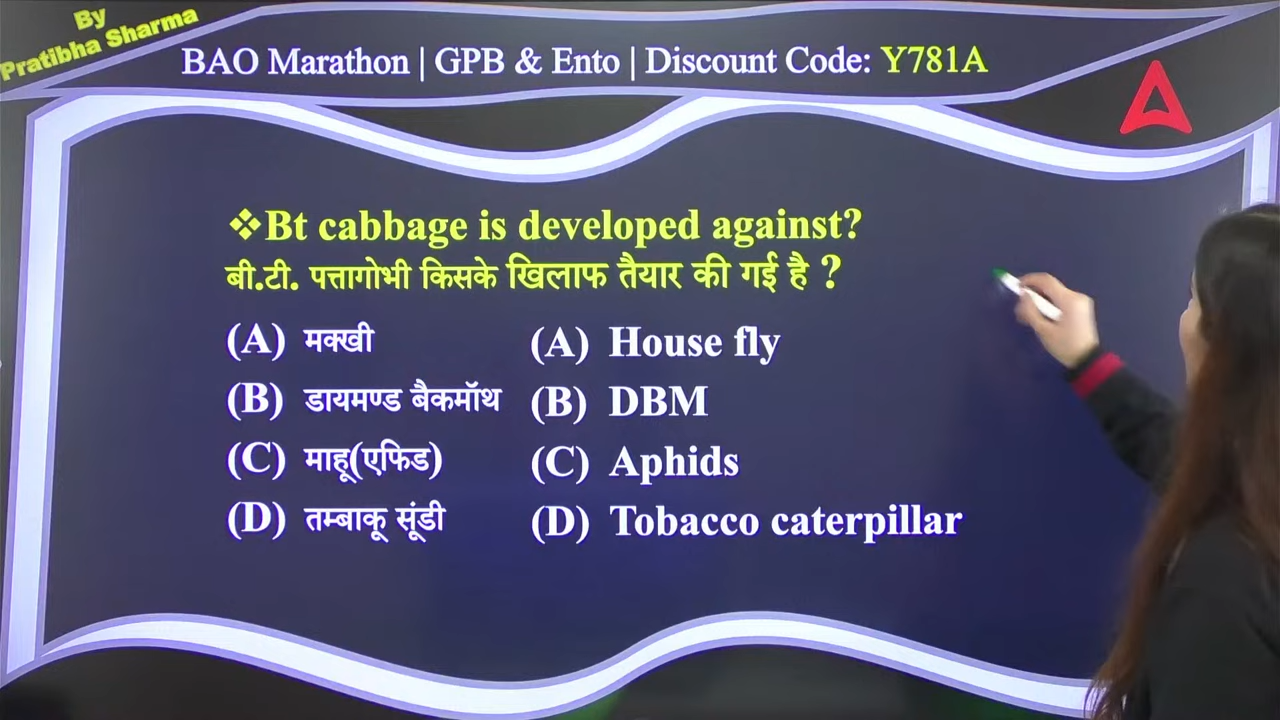 By
Pratibha Sharma
BAO Marathon | GPB & Ento | Discount Code: Y781A
❖Bt cabbage is developed against?
बी.टी. पत्तागोभी किसके खिलाफ तैयार की गई है ?
(A) मक्खी (A) House fly
(B) डायमण्ड बैकमॉथ (B) DBM
(C) माहू(एफिड) (C) Aphids
(D) तम्बाकू सूंडी (D) Tobacco caterpillar